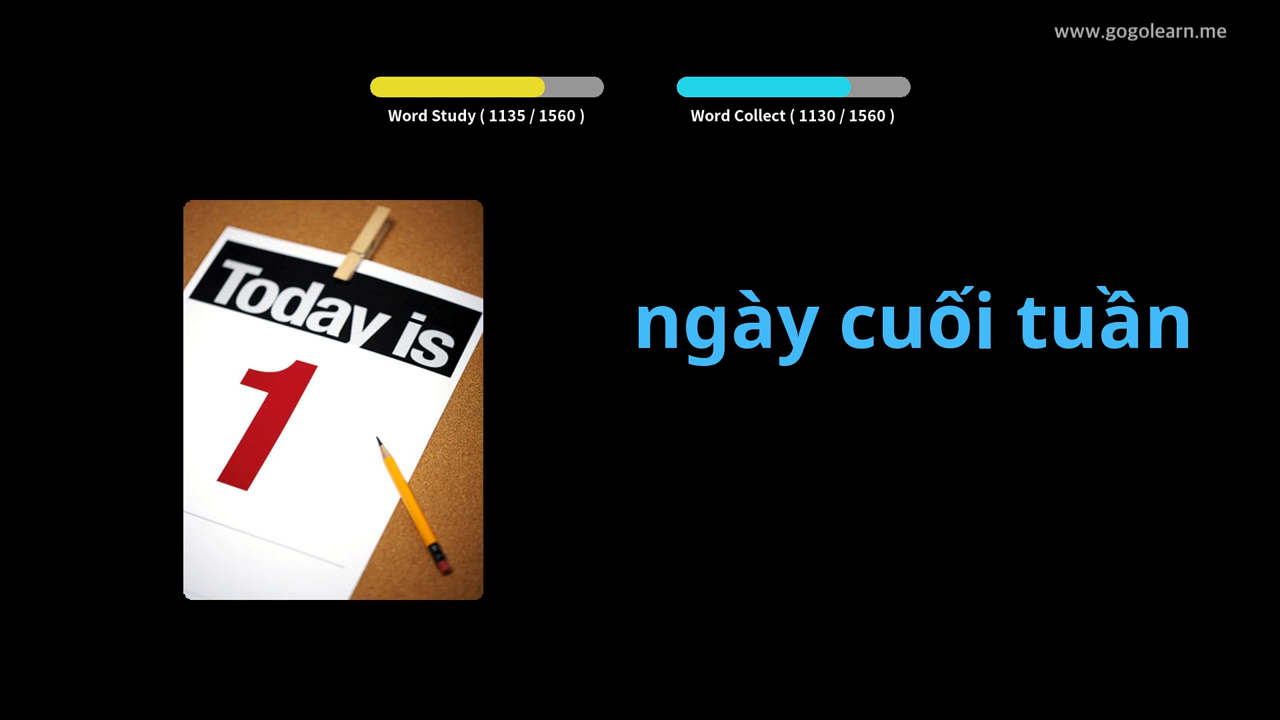 www.gogolearn.me
Word Study ( 1135 / 1560 )
Word Collect ( 1130 / 1560 )
Today is
1
ngày cuối tuần